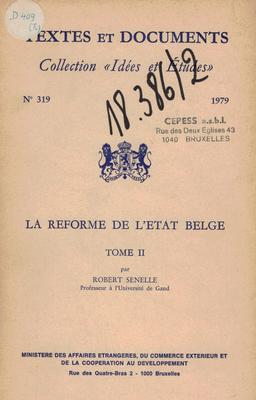 D 409
TEXTES ET DOCUMENTS
Collection «Idées et Études»
18.386/2
N° 319 1979
CEPESS a.s.b.l.
Rue des Deux Eglises 43
1040 BRUXELLES
LA REFORME DE L'ETAT BELGE
TOME II
par
ROBERT SENELLE
Professeur à l'Université de Gand
MINISTERE DES AFFAIRES ETRANGERES, DU COMMERCE EXTERIEUR ET
DE LA COOPERATION AU DEVELOPPEMENT
Rue des Quatre-Bras 2 - 1000 Bruxelles